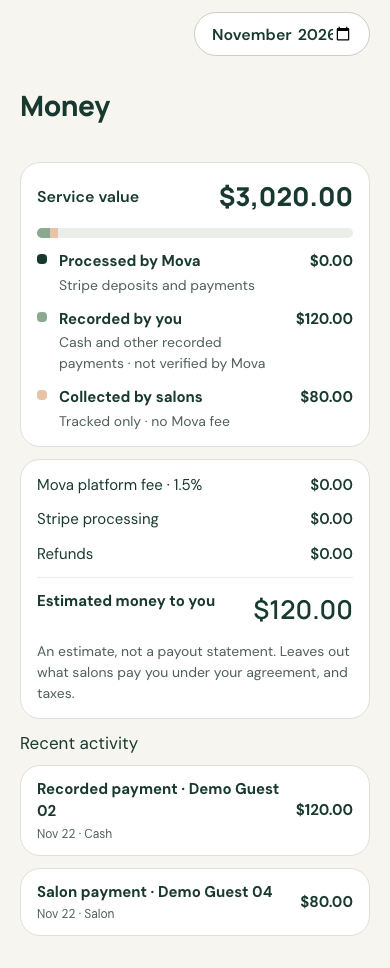 November 2026
Money
Service value $3,020.00
Processed by Mova $0.00
Stripe deposits and payments
Recorded by you $120.00
Cash and other recorded
payments · not verified by Mova
Collected by salons $80.00
Tracked only · no Mova fee
Mova platform fee · 1.5% $0.00
Stripe processing $0.00
Refunds $0.00
Estimated money to you $120.00
An estimate, not a payout statement. Leaves out
what salons pay you under your agreement, and
taxes.
Recent activity
Recorded payment · Demo Guest
02
$120.00
Nov 22 · Cash
Salon payment · Demo Guest 04
$80.00
Nov 22 · Salon